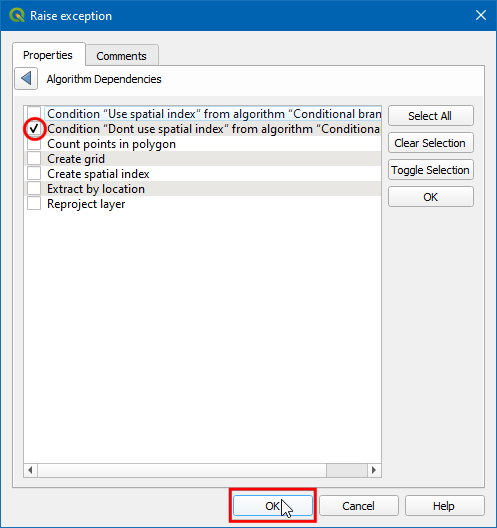 Raise exception
Properties
Comments
Algorithm Dependencies
Condition “Use spatial index” from algorithm “Conditional bran
Condition “Dont use spatial index” from algorithm “Conditional
Count points in polygon
Create grid
Create spatial index
Extract by location
Reproject layer
Select All
Clear Selection
Toggle Selection
OK
OK
Cancel
Help